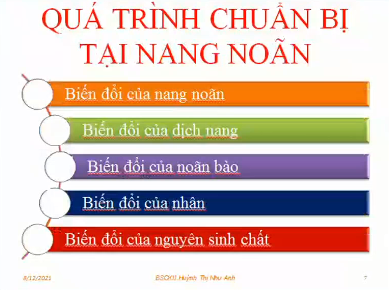 QUÁ TRÌNH CHUẨN BỊ
TẠI NANG NOÃN
Biến đổi của nang noãn
Biến đổi của dịch nang
Biến đổi của noãn bào
Biến đổi của nhân
Biến đổi của nguyên sinh chất
8/12/2021
BSCKII.Huỳnh Thị Như Anh
7